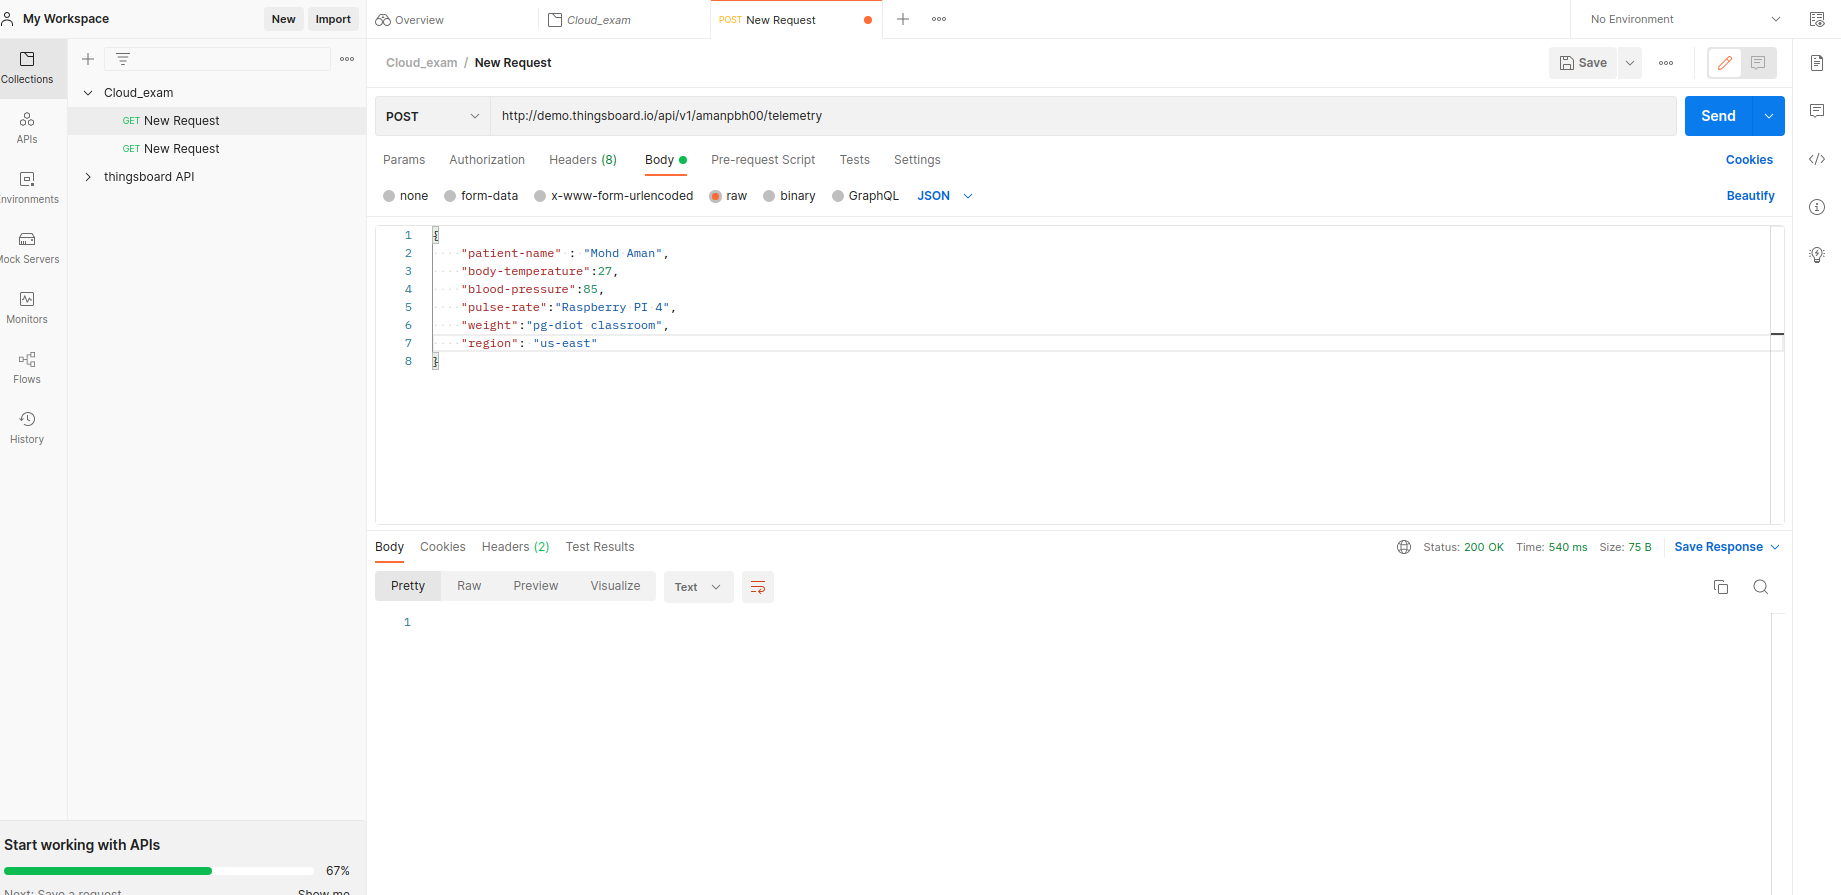 My Workspace
New
Import
Overview
Cloud_exam
POST New Request
No Environment
Collections
APIs
Environments
Mock Servers
Monitors
Flows
History
Cloud_exam
GET New Request
GET New Request
thingsboard API
Cloud_exam / New Request
Save
POST
http://demo.thingsboard.io/api/v1/amanpbh00/telemetry
Send
Params
Authorization
Headers (8)
Body
Pre-request Script
Tests
Settings
Cookies
none
form-data
x-www-form-urlencoded
raw
binary
GraphQL
JSON
Beautify
1 {
2 "patient-name" : "Mohd Aman",
3 "body-temperature":27,
4 "blood-pressure":85,
5 "pulse-rate":"Raspberry PI 4",
6 "weight":"pg-diot classroom",
7 "region": "us-east"
8 }
Body
Cookies
Headers (2)
Test Results
Status: 200 OK
Time: 540 ms
Size: 75 B
Save Response
Pretty
Raw
Preview
Visualize
Text
1
Start working with APIs
67%
Next: Save a request.
Show me